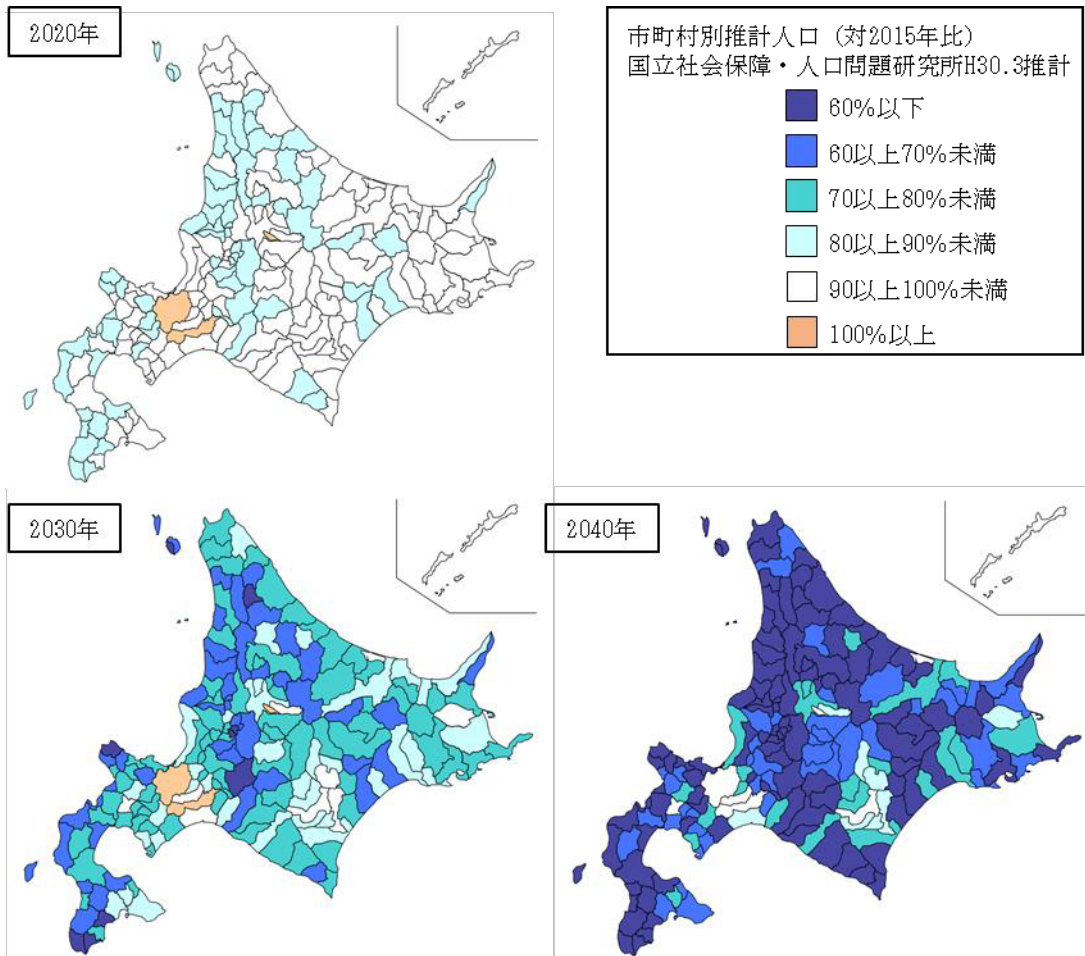 2020年
市町村別推計人口（対2015年比）
国立社会保障・人口問題研究所H30.3推計
60%以下
60以上70%未満
70以上80%未満
80以上90%未満
90以上100%未満
100%以上
2030年
2040年